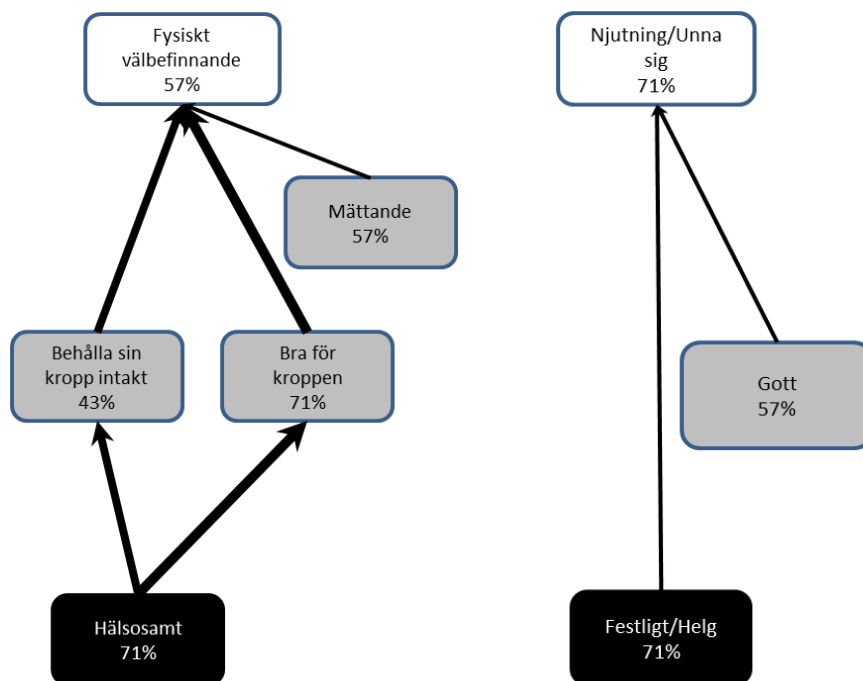 Fysiskt
välbefinnande
57%
Njutning/Unna
sig
71%
Mättande
57%
Behålla sin
kropp intakt
43%
Bra för
kroppen
71%
Gott
57%
Hälsosamt
71%
Festligt/Helg
71%